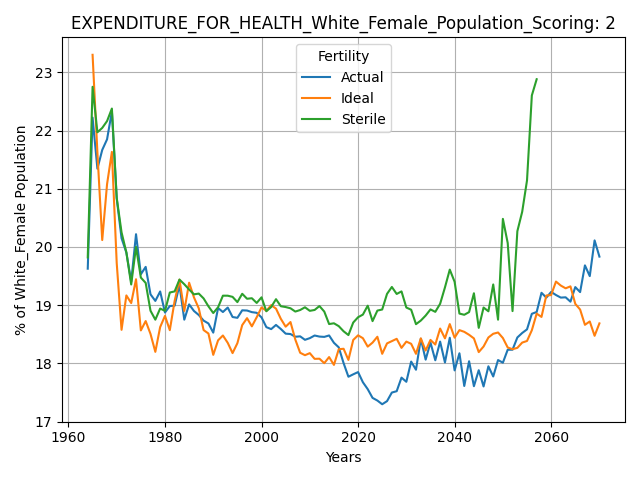 EXPENDITURE_FOR_HEALTH_White_Female_Population_Scoring: 2
Fertility
Actual
Ideal
Sterile
% of White_Female Population
23
22
21
20
19
18
17
1960
1980
2000
2020
2040
2060
Years